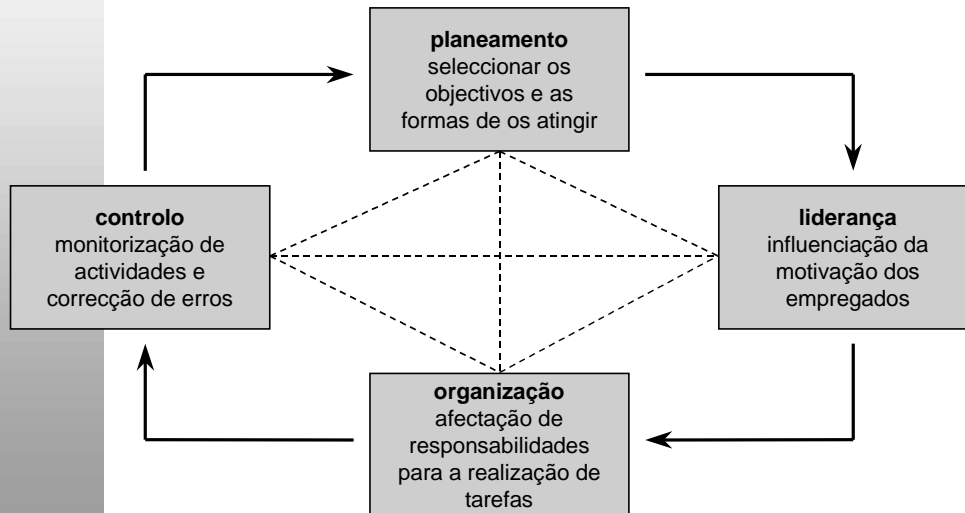 planeamento
seleccionar os
objectivos e as
formas de os atingir
controlo
monitorização de
actividades e
correcção de erros
liderança
influenciação da
motivação dos
empregados
organização
afectação de
responsabilidades
para a realização de
tarefas